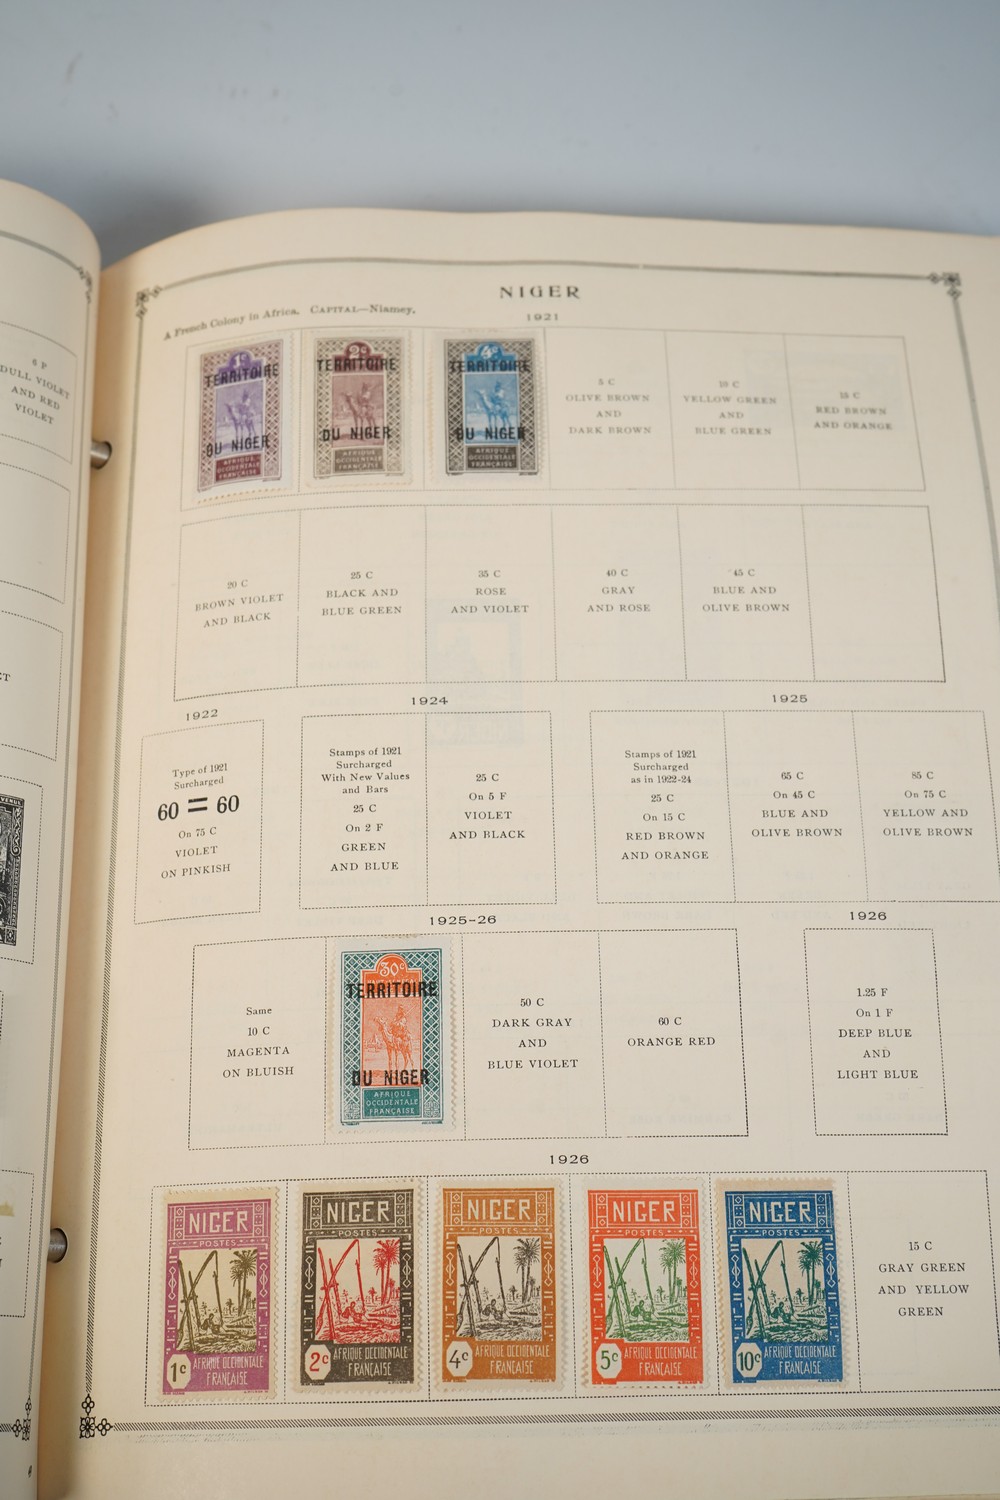 6 P
DULL VIOLET
AND RED
VIOLET
NIGER
A French Colony in Africa. CAPITAL—Niamey.
1921
1c
TERRITOIRE
DU NIGER
AFRIQUE
OCCIDENTALE
FRANÇAISE
2c
TERRITOIRE
DU NIGER
AFRIQUE
OCCIDENTALE
FRANÇAISE
4c
TERRITOIRE
DU NIGER
AFRIQUE
OCCIDENTALE
FRANÇAISE
5 C
OLIVE BROWN
AND
DARK BROWN
10 C
YELLOW GREEN
AND
BLUE GREEN
15 C
RED BROWN
AND ORANGE
20 C
BROWN VIOLET
AND BLACK
25 C
BLACK AND
BLUE GREEN
35 C
ROSE
AND VIOLET
40 C
GRAY
AND ROSE
45 C
BLUE AND
OLIVE BROWN
1922
Type of 1921
Surcharged
60 = 60
On 75 C
VIOLET
ON PINKISH
1924
Stamps of 1921
Surcharged
With New Values
and Bars
25 C
On 2 F
GREEN
AND BLUE
25 C
On 5 F
VIOLET
AND BLACK
1925
Stamps of 1921
Surcharged
as in 1922-24
25 C
On 15 C
RED BROWN
AND ORANGE
65 C
On 45 C
BLUE AND
OLIVE BROWN
85 C
On 75 C
YELLOW AND
OLIVE BROWN
1925-26
Same
10 C
MAGENTA
ON BLUISH
30c
TERRITOIRE
DU NIGER
AFRIQUE
OCCIDENTALE
FRANÇAISE
50 C
DARK GRAY
AND
BLUE VIOLET
60 C
ORANGE RED
1926
1.25 F
On 1 F
DEEP BLUE
AND
LIGHT BLUE
1926
NIGER
POSTES
1c
AFRIQUE OCCIDENTALE
FRANÇAISE
NIGER
POSTES
2c
AFRIQUE OCCIDENTALE
FRANÇAISE
NIGER
POSTES
4c
AFRIQUE OCCIDENTALE
FRANÇAISE
NIGER
POSTES
5c
AFRIQUE OCCIDENTALE
FRANÇAISE
NIGER
POSTES
10c
AFRIQUE OCCIDENTALE
FRANÇAISE
15 C
GRAY GREEN
AND YELLOW
GREEN